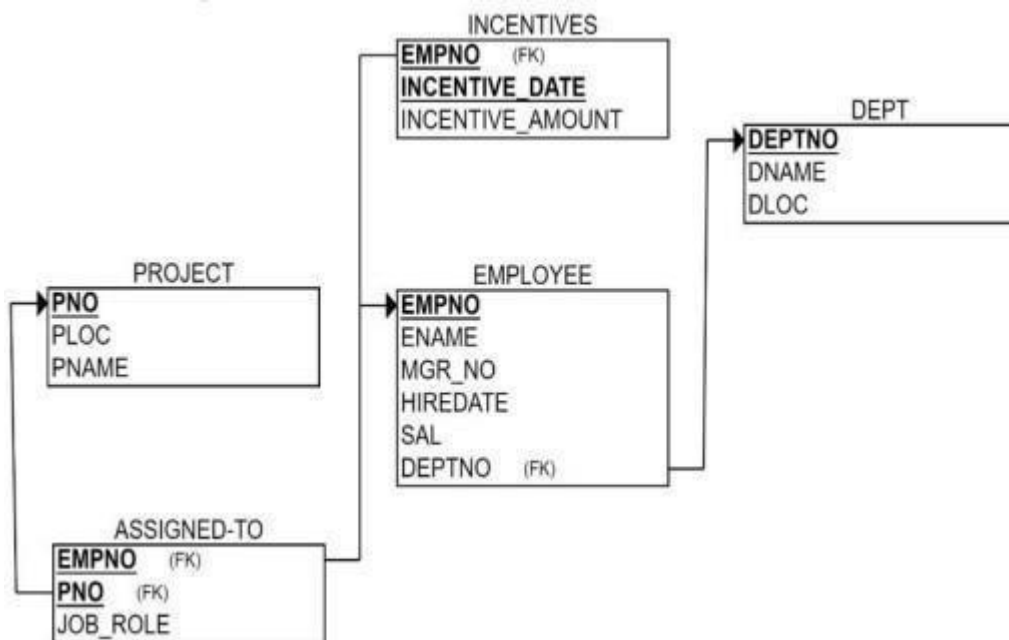 INCENTIVES
EMPNO (FK)
INCENTIVE_DATE
INCENTIVE_AMOUNT
DEPT
DEPTNO
DNAME
DLOC
PROJECT
PNO
PLOC
PNAME
EMPLOYEE
EMPNO
ENAME
MGR_NO
HIREDATE
SAL
DEPTNO (FK)
ASSIGNED-TO
EMPNO (FK)
PNO (FK)
JOB_ROLE